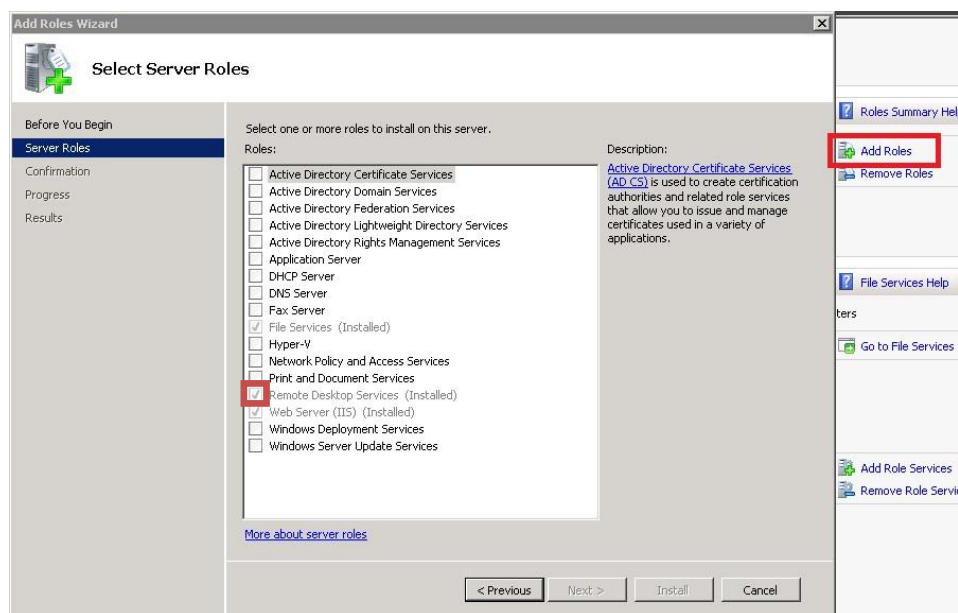 Add Roles Wizard
Select Server Roles
Before You Begin
Server Roles
Confirmation
Progress
Results
Select one or more roles to install on this server.
Roles:
Active Directory Certificate Services
Active Directory Domain Services
Active Directory Federation Services
Active Directory Lightweight Directory Services
Active Directory Rights Management Services
Application Server
DHCP Server
DNS Server
Fax Server
File Services (Installed)
Hyper-V
Network Policy and Access Services
Print and Document Services
Remote Desktop Services (Installed)
Web Server (IIS) (Installed)
Windows Deployment Services
Windows Server Update Services
More about server roles
Description:
Active Directory Certificate Services
(AD CS) is used to create certification
authorities and related role services
that allow you to issue and manage
certificates used in a variety of
applications.
< Previous
Next >
Install
Cancel
Roles Summary Hel
Add Roles
Remove Roles
File Services Help
ters
Go to File Services
Add Role Services
Remove Role Servi